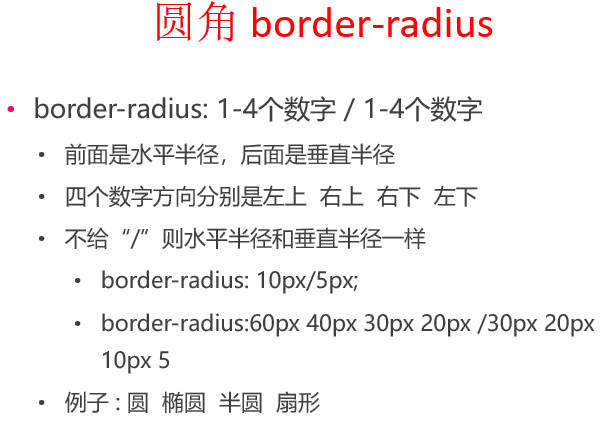 圆角 border-radius
• border-radius: 1-4个数字 / 1-4个数字
• 前面是水平半径，后面是垂直半径
• 四个数字方向分别是左上 右上 右下 左下
• 不给“/”则水平半径和垂直半径一样
• border-radius: 10px/5px;
• border-radius:60px 40px 30px 20px /30px 20px
10px 5
• 例子 : 圆 椭圆 半圆 扇形